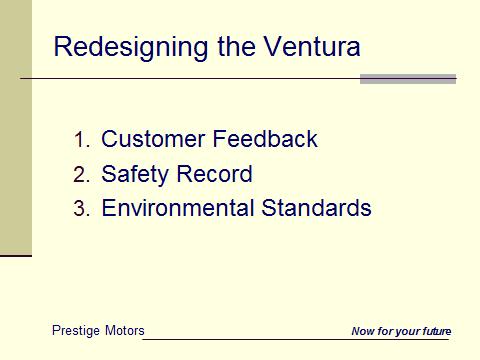 Redesigning the Ventura
1. Customer Feedback
2. Safety Record
3. Environmental Standards
Prestige Motors
Now for your future